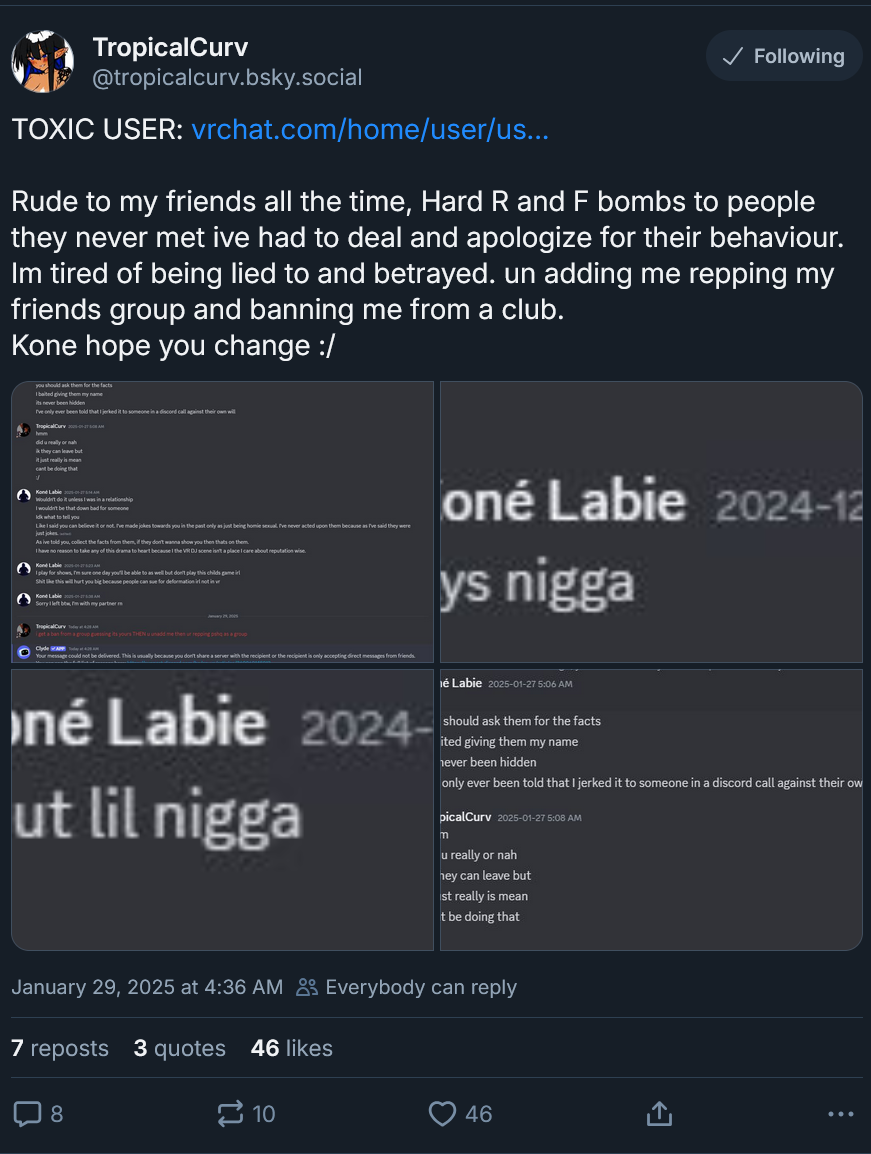 TropicalCurv
@tropicalcurv.bsky.social
Following
TOXIC USER: vrchat.com/home/user/us...
Rude to my friends all the time, Hard R and F bombs to people
they never met ive had to deal and apologize for their behaviour.
Im tired of being lied to and betrayed. un adding me repping my
friends group and banning me from a club.
Kone hope you change :/
you should ask them for the facts
I baited giving them my name
Its never been hidden
I've only ever been told that I jerked it to someone in a discord call against their own will
TropicalCurv 2025-01-27 5:08 AM
hmm
did u really or nah
ik they can leave but
it just really is mean
cant be doing that
:/
Koné Labie 2025-01-27 5:14 AM
Wouldn't do it unless I was in a relationship
I wouldn't be that down bad for someone
Idk what to tell you
Like I said you can believe it or not. I've made jokes towards you in the past only as just being homie sexual. I've never acted upon them because as I've said they were
just jokes.
As ive told you, collect the facts from them, if they don't wanna show you then thats on them.
I have no reason to take any of this drama to heart because I the VR DJ scene isn't a place I care about reputation wise.
Koné Labie 2025-01-27 5:23 AM
I play for shows, I'm sure one day you'll be able to as well but don't play this childs game irl
Shit like this will hurt you big because people can sue for deformation irl not in vr
Koné Labie 2025-01-27 5:26 AM
Sorry I left btw, I'm with my partner rn
January 29, 2025
TropicalCurv Today at 4:28 AM
i get a ban from a group guessing its yours THEN u unadd me than ur repping yoha as a group
Clyde APP Today at 4:28 AM
Your message could not be delivered. This is usually because you don't share a server with the recipient or the recipient is only accepting direct messages from friends.
oné Labie 2024-12
ys nigga
oné Labie 2024-
ut lil nigga
né Labie 2025-01-27 5:06 AM
should ask them for the facts
ited giving them my name
never been hidden
only ever been told that I jerked it to someone in a discord call against their ow
picalCurv 2025-01-27 5:08 AM
m
u really or nah
hey can leave but
st really is mean
t be doing that
January 29, 2025 at 4:36 AM Everybody can reply
7 reposts 3 quotes 46 likes
8 10 46